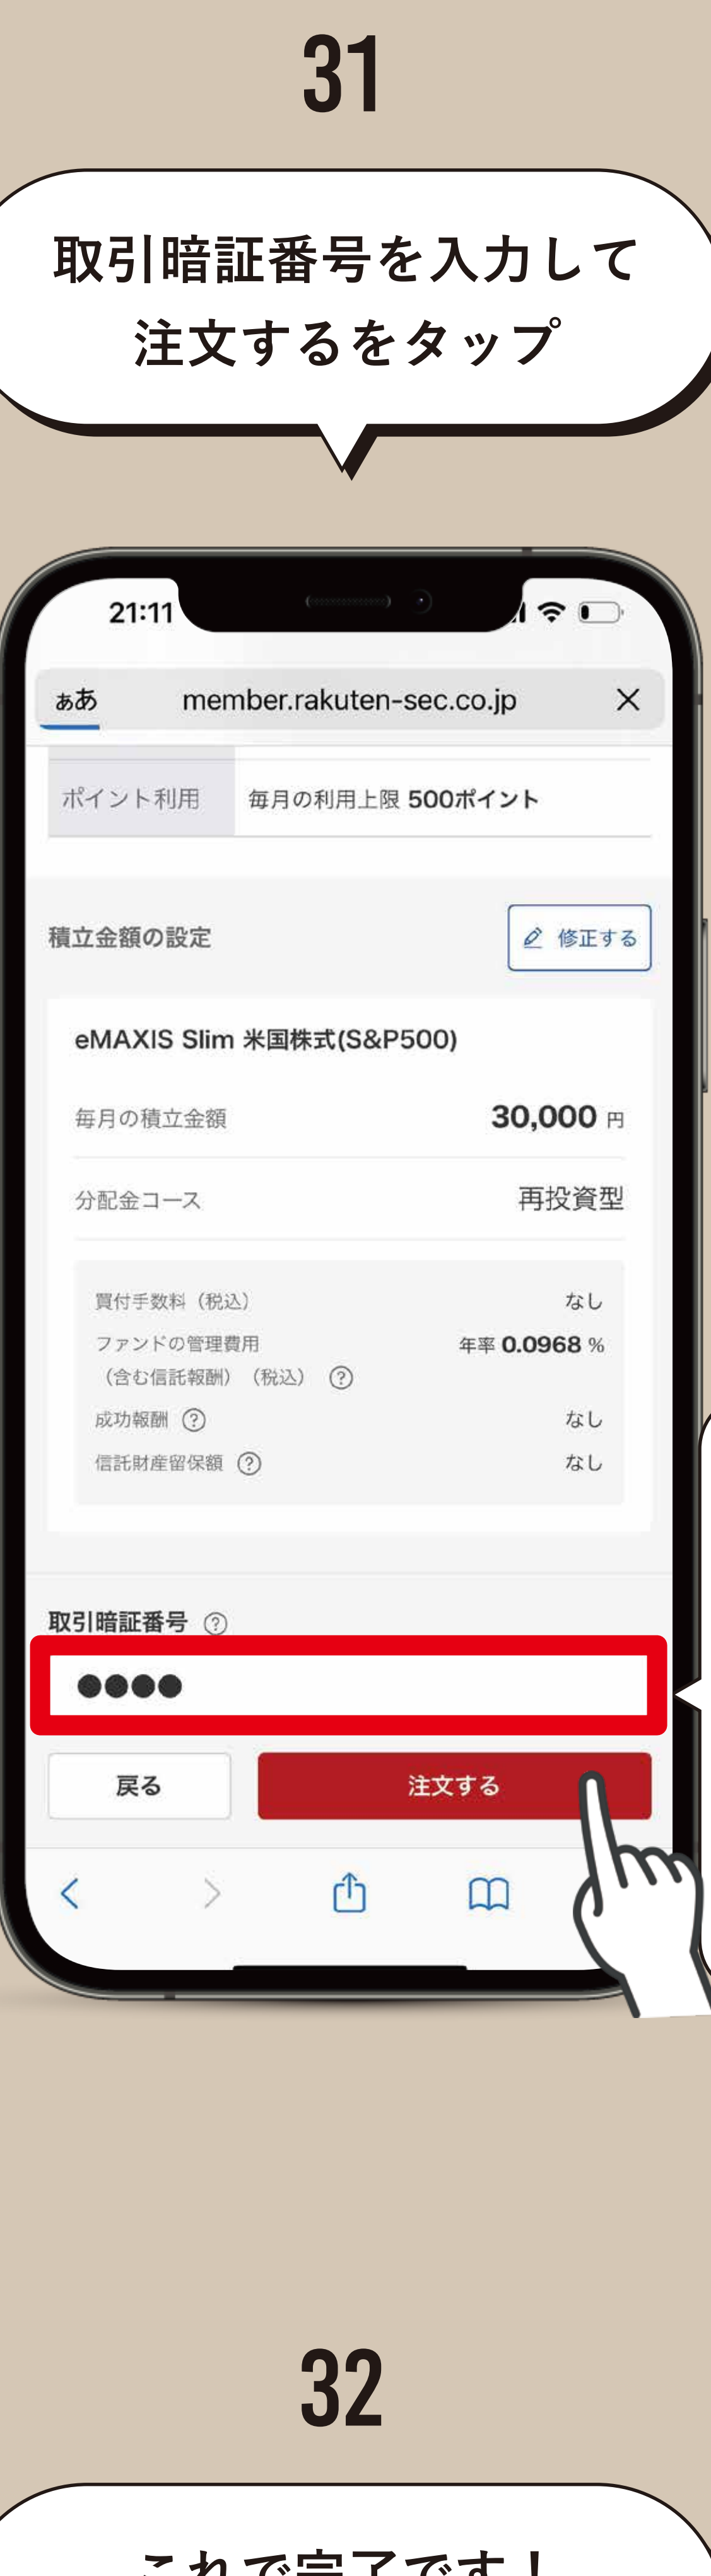 31
取引暗証番号を入力して
注文するをタップ
21:11
ぁあ member.rakuten-sec.co.jp
ポイント利用 毎月の利用上限 500ポイント
積立金額の設定 修正する
eMAXIS Slim 米国株式(S&P500)
毎月の積立金額 30,000 円
分配金コース 再投資型
買付手数料（税込） なし
ファンドの管理費用 年率 0.0968 %
（含む信託報酬）（税込） ?
成功報酬 ? なし
信託財産留保額 ? なし
取引暗証番号 ?
●●●●
戻る 注文する
32
これで完了です！